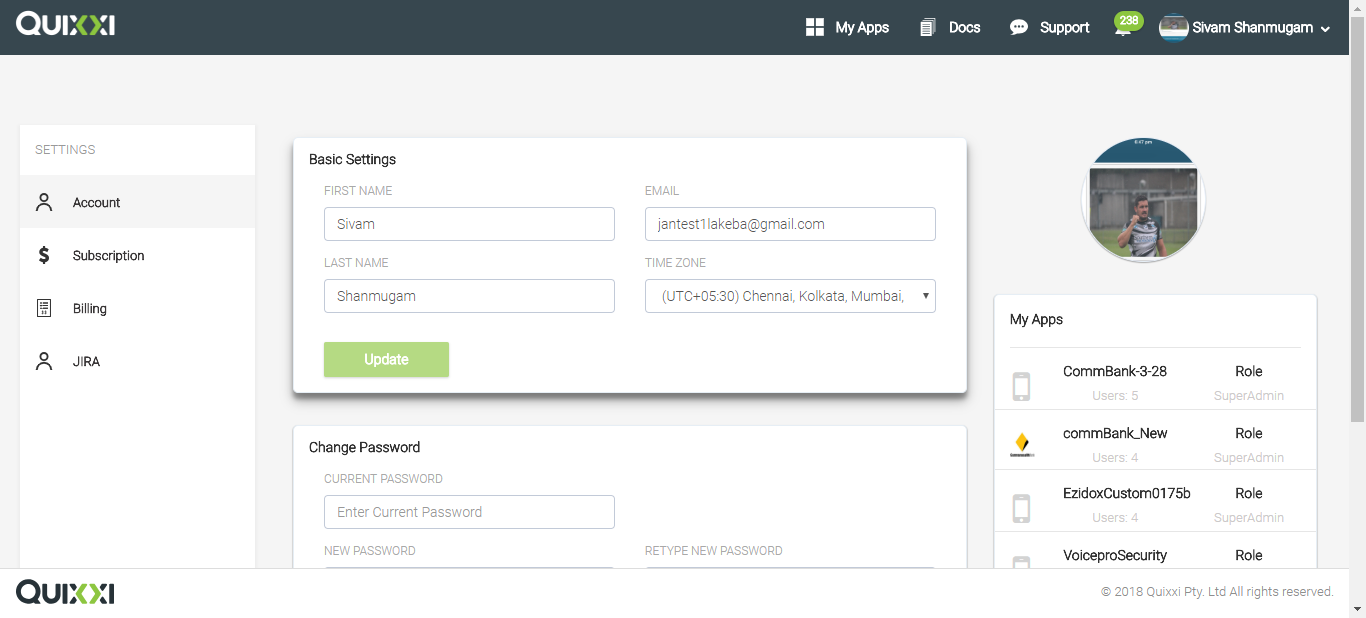 QUIXXI
My Apps
Docs
Support
238
Sivam Shanmugam
SETTINGS
Account
Subscription
Billing
JIRA
Basic Settings
FIRST NAME
EMAIL
Sivam
jantest1lakeba@gmail.com
LAST NAME
TIME ZONE
Shanmugam
(UTC+05:30) Chennai, Kolkata, Mumbai,
Update
Change Password
CURRENT PASSWORD
Enter Current Password
NEW PASSWORD
RETYPE NEW PASSWORD
6:47 pm
My Apps
CommBank-3-28
Role
Users: 5
SuperAdmin
commBank_New
Role
Users: 4
SuperAdmin
EzidoxCustom0175b
Role
Users: 4
SuperAdmin
VoiceproSecurity
Role
QUIXXI
© 2018 Quixxi Pty. Ltd All rights reserved.